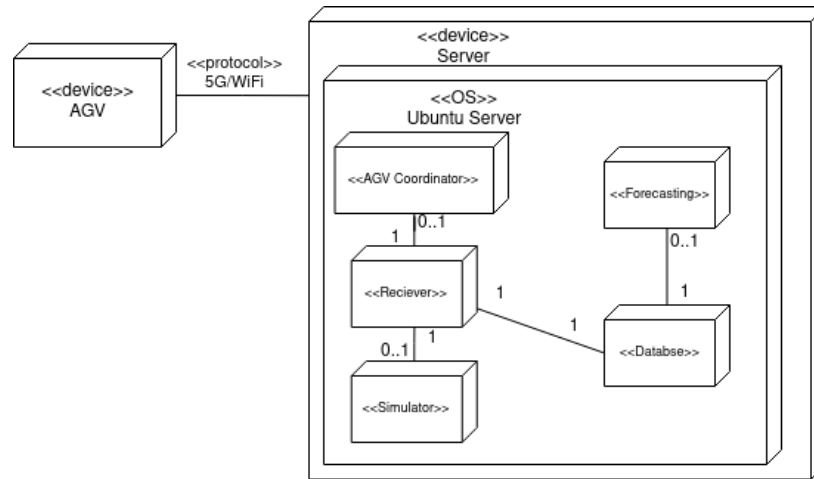 <<device>>
Server
<<protocol>>
5G/WiFi
<<device>>
AGV
<<OS>>
Ubuntu Server
<<AGV Coordinator>>
<<Forecasting>>
0..1
1
0..1
<<Reciever>>
1
1
1
1
0..1
<<Databse>>
<<Simulator>>